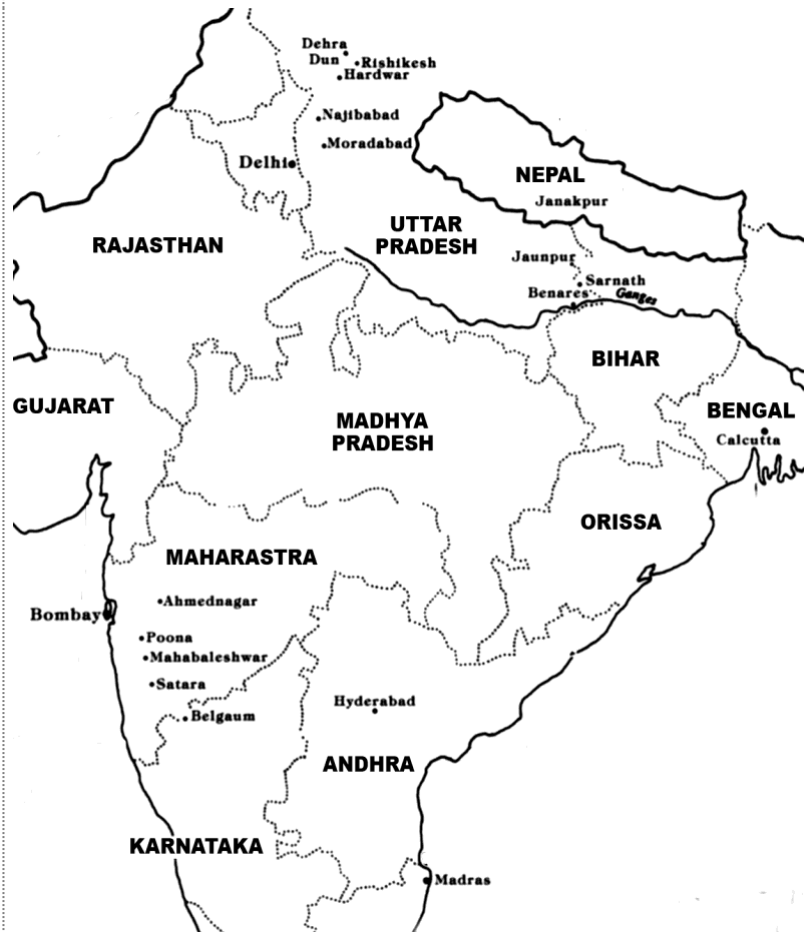 Dehra
Dun
Rishikesh
Hardwar
Najibabad
Moradabad
Delhi
NEPAL
Janakpur
UTTAR
PRADESH
RAJASTHAN
Jaunpur
Sarnath
Benares
Ganges
BIHAR
GUJARAT
MADHYA
PRADESH
BENGAL
Calcutta
ORISSA
MAHARASTRA
Ahmednagar
Bombay
Poona
Mahabaleshwar
Satara
Belgaum
Hyderabad
ANDHRA
KARNATAKA
Madras